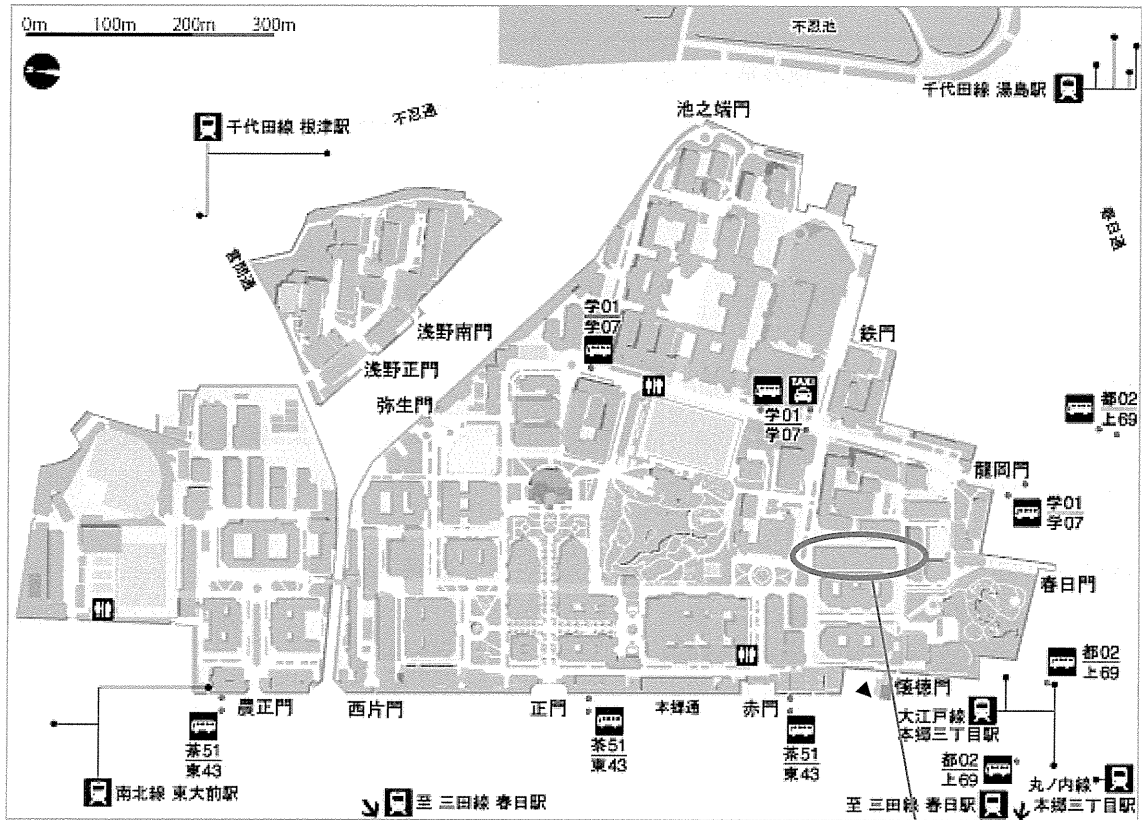 0m 100m 200m 300m
不忍池
千代田線 湯島駅
千代田線 根津駅
不忍通
池之端門
春日通
言問通
学01
学07
浅野南門
鉄門
浅野正門
弥生門
TAXI
学01
学07
都02
上69
龍岡門
学01
学07
春日門
都02
上69
農正門
西片門
正門
本郷通
赤門
懐徳門
大江戸線
本郷三丁目駅
茶51
東43
茶51
東43
茶51
東43
都02
上69
丸ノ内線
本郷三丁目駅
南北線 東大前駅
至 三田線 春日駅
至 三田線 春日駅